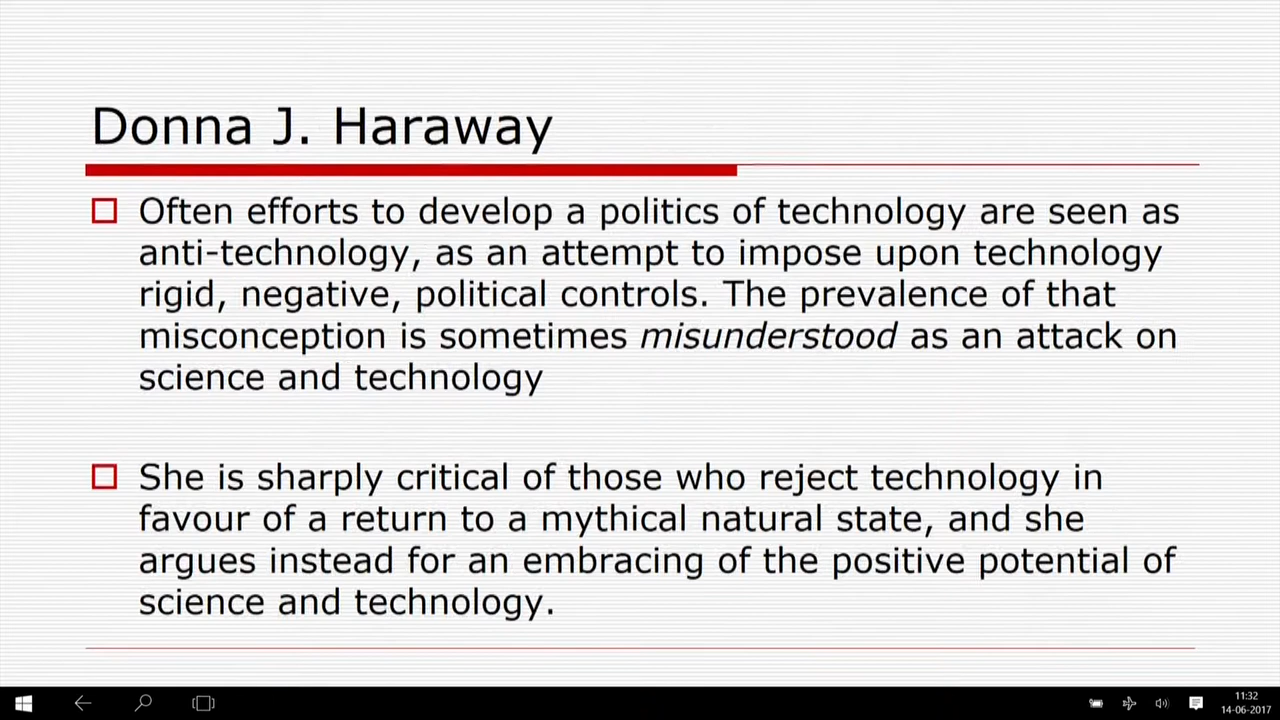 Donna J. Haraway
Often efforts to develop a politics of technology are seen as
anti-technology, as an attempt to impose upon technology
rigid, negative, political controls. The prevalence of that
misconception is sometimes misunderstood as an attack on
science and technology
She is sharply critical of those who reject technology in
favour of a return to a mythical natural state, and she
argues instead for an embracing of the positive potential of
science and technology.
11:32
14-06-2017